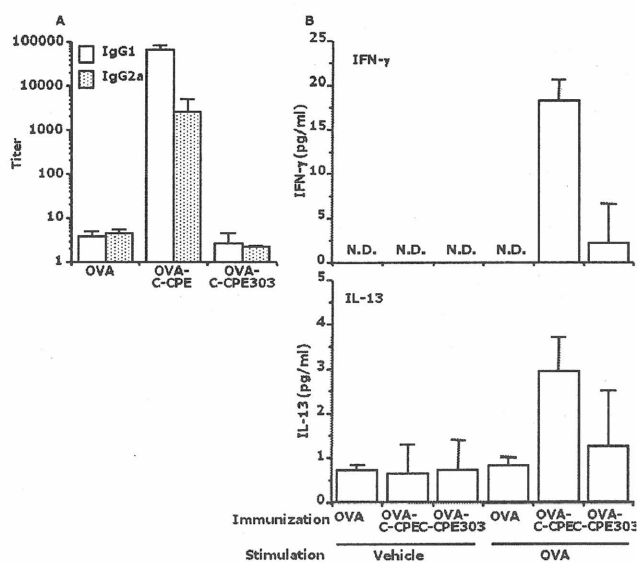 A
100000
10000
1000
100
10
1
Titer
IgG1
IgG2a
OVA
OVA-
C-CPE
OVA-
C-CPE303
B
25
20
15
10
5
0
IFN-γ (pg/ml)
IFN-γ
N.D.
N.D.
N.D.
N.D.
5
4
3
2
1
0
IL-13 (pg/ml)
IL-13
Immunization
OVA
OVA-
C-CPE
OVA-
C-CPE303
OVA
OVA-
C-CPE
OVA-
C-CPE303
Stimulation
Vehicle
OVA